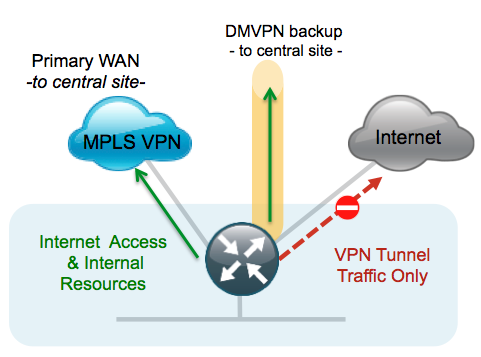 DMVPN backup
- to central site -
Primary WAN
-to central site-
MPLS VPN
Internet
Internet Access
& Internal
Resources
VPN Tunnel
Traffic Only